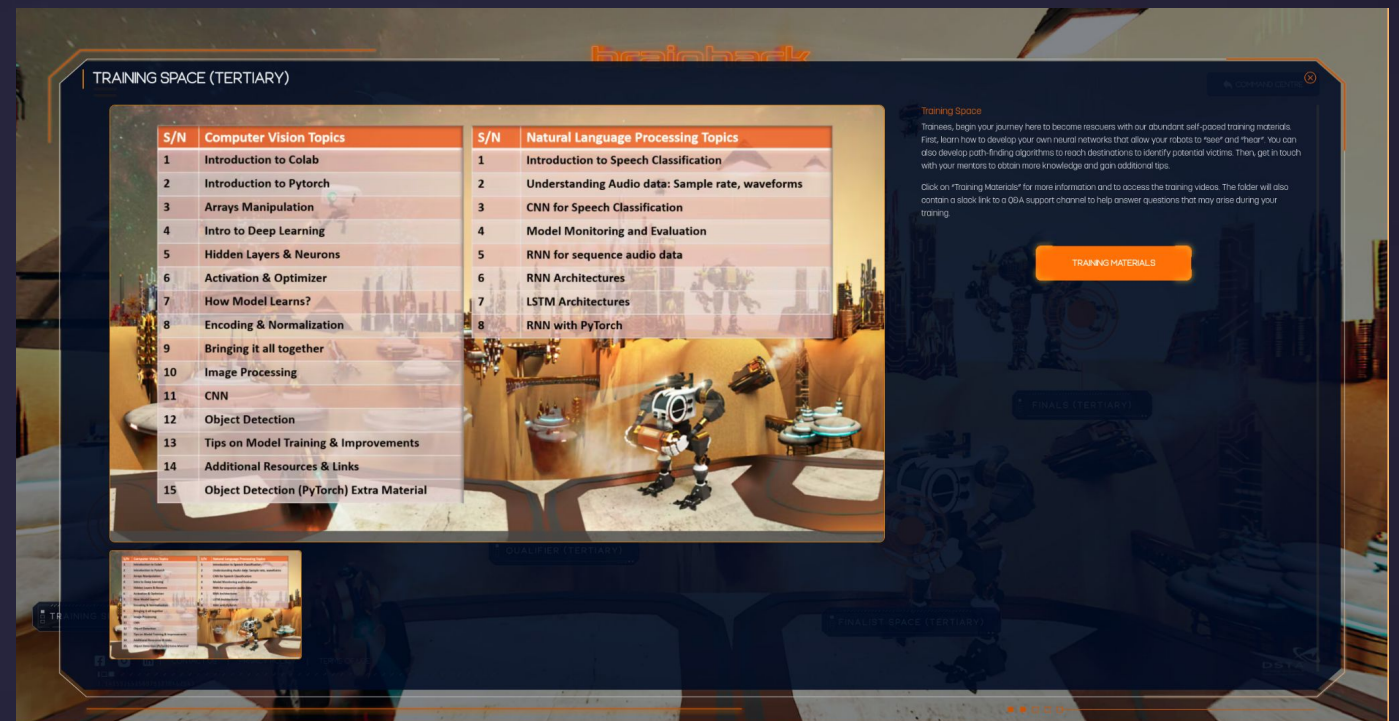 brainhack
TRAINING SPACE (TERTIARY)
COMMAND CENTRE
S/N Computer Vision Topics
1 Introduction to Colab
2 Introduction to Pytorch
3 Arrays Manipulation
4 Intro to Deep Learning
5 Hidden Layers & Neurons
6 Activation & Optimizer
7 How Model Learns?
8 Encoding & Normalization
9 Bringing it all together
10 Image Processing
11 CNN
12 Object Detection
13 Tips on Model Training & Improvements
14 Additional Resources & Links
15 Object Detection (PyTorch) Extra Material
S/N Natural Language Processing Topics
1 Introduction to Speech Classification
2 Understanding Audio data: Sample rate, waveforms
3 CNN for Speech Classification
4 Model Monitoring and Evaluation
5 RNN for sequence audio data
6 RNN Architectures
7 LSTM Architectures
8 RNN with PyTorch
Training Space
Trainees, begin your journey here to become rescuers with our abundant self-paced training materials.
First, learn how to develop your own neural networks that allow your robots to "see" and "hear". You can
also develop path-finding algorithms to reach destinations to identify potential victims. Then, get in touch
with your mentors to obtain more knowledge and gain additional tips.
Click on "Training Materials" for more information and to access the training videos. The folder will also
contain a slack link to a Q&A support channel to help answer questions that may arise during your
training.
TRAINING MATERIALS
FINALS (TERTIARY)
QUALIFIER (TERTIARY)
FINALIST SPACE (TERTIARY)
DSTA